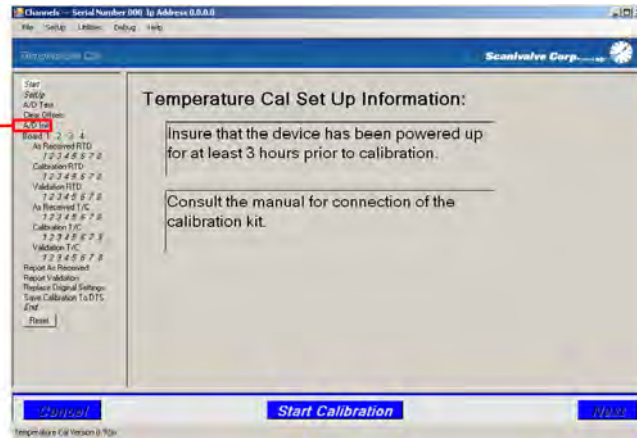 Channels --- Serial Number 000 Ip Address 0.0.0.0
File Setup Utilities Debug Help
Temperature Cal
Scanivalve Corp.
Start
Setup
A/D Test
Clear Offsets
A/D Init
Board 1 2 3 4
As Received RTD
1 2 3 4 5 6 7 8
Calibration RTD
1 2 3 4 5 6 7 8
Validation RTD
1 2 3 4 5 6 7 8
As Received T/C
1 2 3 4 5 6 7 8
Calibration T/C
1 2 3 4 5 6 7 8
Validation T/C
1 2 3 4 5 6 7 8
Report As Received
Report Validation
Replace Original Settings
Save Calibration To DTS
End
Reset
Temperature Cal Set Up Information:
Insure that the device has been powered up
for at least 3 hours prior to calibration.
Consult the manual for connection of the
calibration kit.
Cancel
Start Calibration
Next
Temperature Cal Version